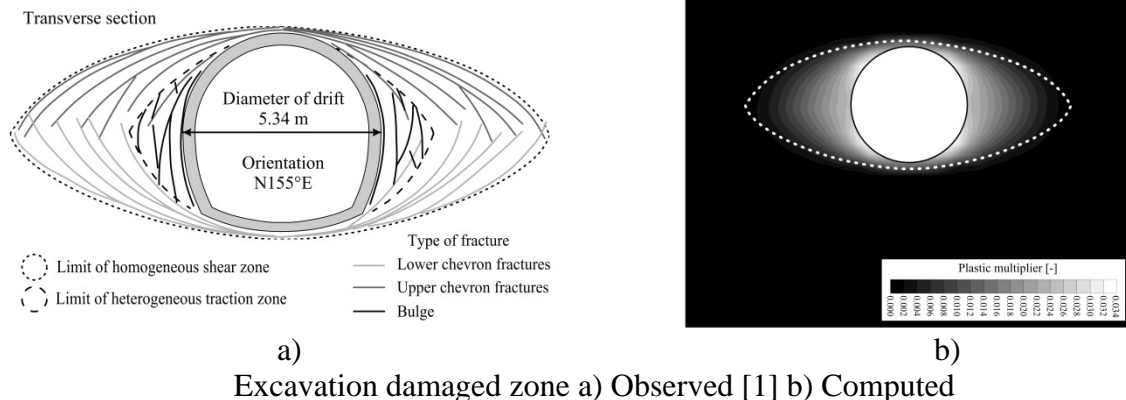 Transverse section
Diameter of drift
5.34 m
Orientation
N155°E
Type of fracture
Limit of homogeneous shear zone
Lower chevron fractures
Limit of heterogeneous traction zone
Upper chevron fractures
Bulge
Plastic multiplier [-]
0.000 0.002 0.004 0.006 0.008 0.010 0.012 0.014 0.016 0.018 0.020 0.022 0.024 0.026 0.028 0.030 0.032 0.034
a) b)
Excavation damaged zone a) Observed [1] b) Computed